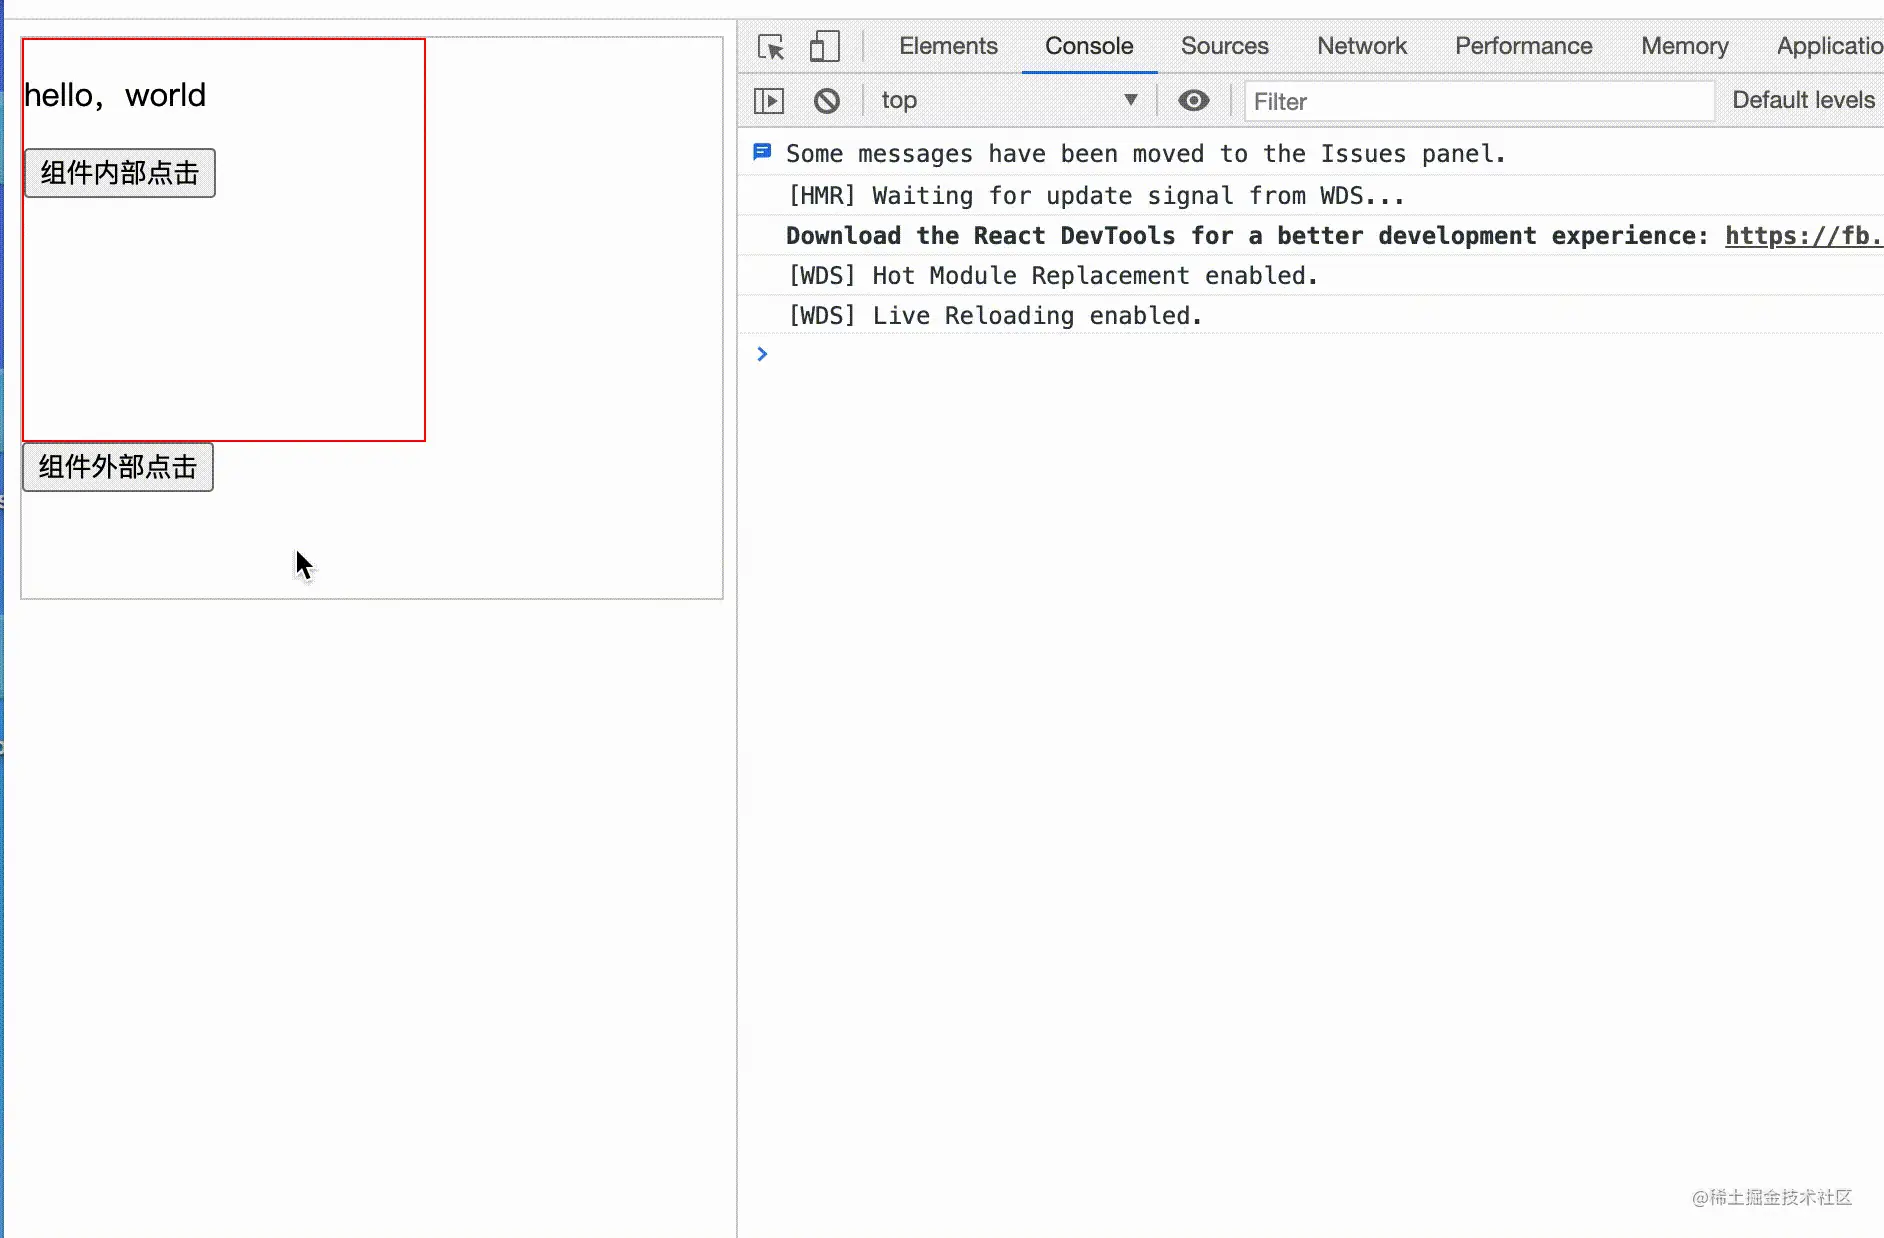 hello，world
组件内部点击
组件外部点击
Elements Console Sources Network Performance Memory Applicatio
top Filter Default levels
Some messages have been moved to the Issues panel.
[HMR] Waiting for update signal from WDS...
Download the React DevTools for a better development experience: https://fb.
[WDS] Hot Module Replacement enabled.
[WDS] Live Reloading enabled.
@稀土掘金技术社区